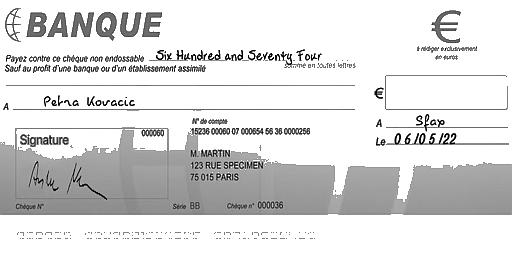 BANQUE
€
à rédiger exclusivement
en euros
Payez contre ce chèque non endossable Six Hundred and Seventy Four
Sauf au profit d'une banque ou d'un établissement assimilé
somme en toutes lettres
€
A Petra Kovacic
A Sfax
Le 06/05/22
Signature
000060
N° de compte
15236 00060 07 000654 56 36 0000256
M. MARTIN
123 RUE SPECIMEN
75 015 PARIS
Chèque N°
Série BB
Chèque n° 000036